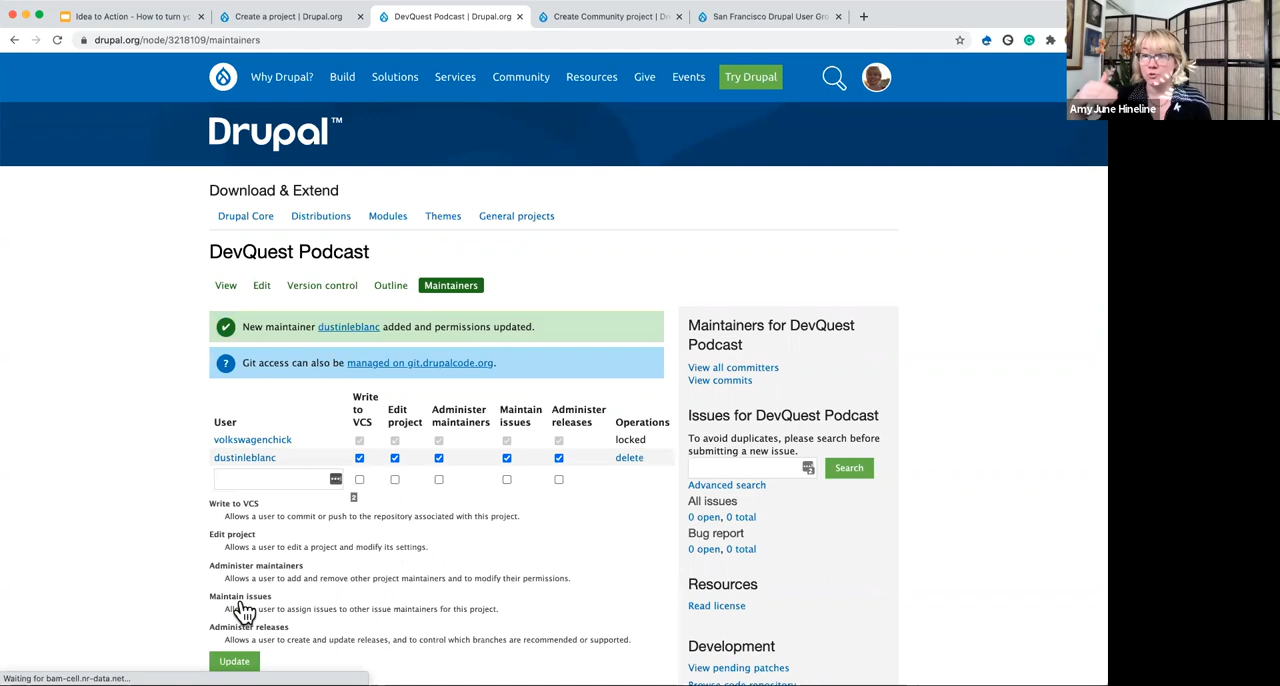 Idea to Action - How to turn yo
Create a project | Drupal.org
DevQuest Podcast | Drupal.org
Create Community project | Dr
San Francisco Drupal User Gro
drupal.org/node/3218109/maintainers
Why Drupal?
Build
Solutions
Services
Community
Resources
Give
Events
Try Drupal
AmyJune Hineline
Drupal™
Download & Extend
Drupal Core
Distributions
Modules
Themes
General projects
DevQuest Podcast
View
Edit
Version control
Outline
Maintainers
New maintainer dustinleblanc added and permissions updated.
Git access can also be managed on git.drupalcode.org.
User
Write to VCS
Edit project
Administer maintainers
Maintain issues
Administer releases
Operations
volkswagenchick
locked
dustinleblanc
delete
2
Write to VCS
Allows a user to commit or push to the repository associated with this project.
Edit project
Allows a user to edit a project and modify its settings.
Administer maintainers
Allows a user to add and remove other project maintainers and to modify their permissions.
Maintain issues
user to assign issues to other issue maintainers for this project.
Administer releases
Allows a user to create and update releases, and to control which branches are recommended or supported.
Update
Maintainers for DevQuest
Podcast
View all committers
View commits
Issues for DevQuest Podcast
To avoid duplicates, please search before
submitting a new issue.
Search
Advanced search
All issues
0 open, 0 total
Bug report
0 open, 0 total
Resources
Read license
Development
View pending patches
Browse code repository
Waiting for bam-cell.nr-data.net...